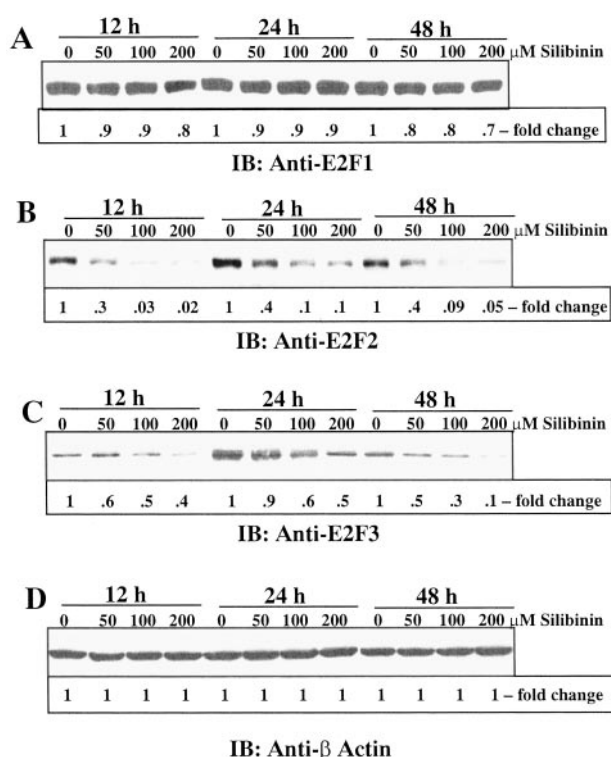 A
12 h 24 h 48 h
0 50 100 200 0 50 100 200 0 50 100 200 μM Silibinin
1 .9 .9 .8 1 .9 .9 .9 1 .8 .8 .7 – fold change
IB: Anti-E2F1
B
12 h 24 h 48 h
0 50 100 200 0 50 100 200 0 50 100 200 μM Silibinin
1 .3 .03 .02 1 .4 .1 .1 1 .4 .09 .05 – fold change
IB: Anti-E2F2
C
12 h 24 h 48 h
0 50 100 200 0 50 100 200 0 50 100 200 μM Silibinin
1 .6 .5 .4 1 .9 .6 .5 1 .5 .3 .1 – fold change
IB: Anti-E2F3
D
12 h 24 h 48 h
0 50 100 200 0 50 100 200 0 50 100 200 μM Silibinin
1 1 1 1 1 1 1 1 1 1 1 1 – fold change
IB: Anti-β Actin